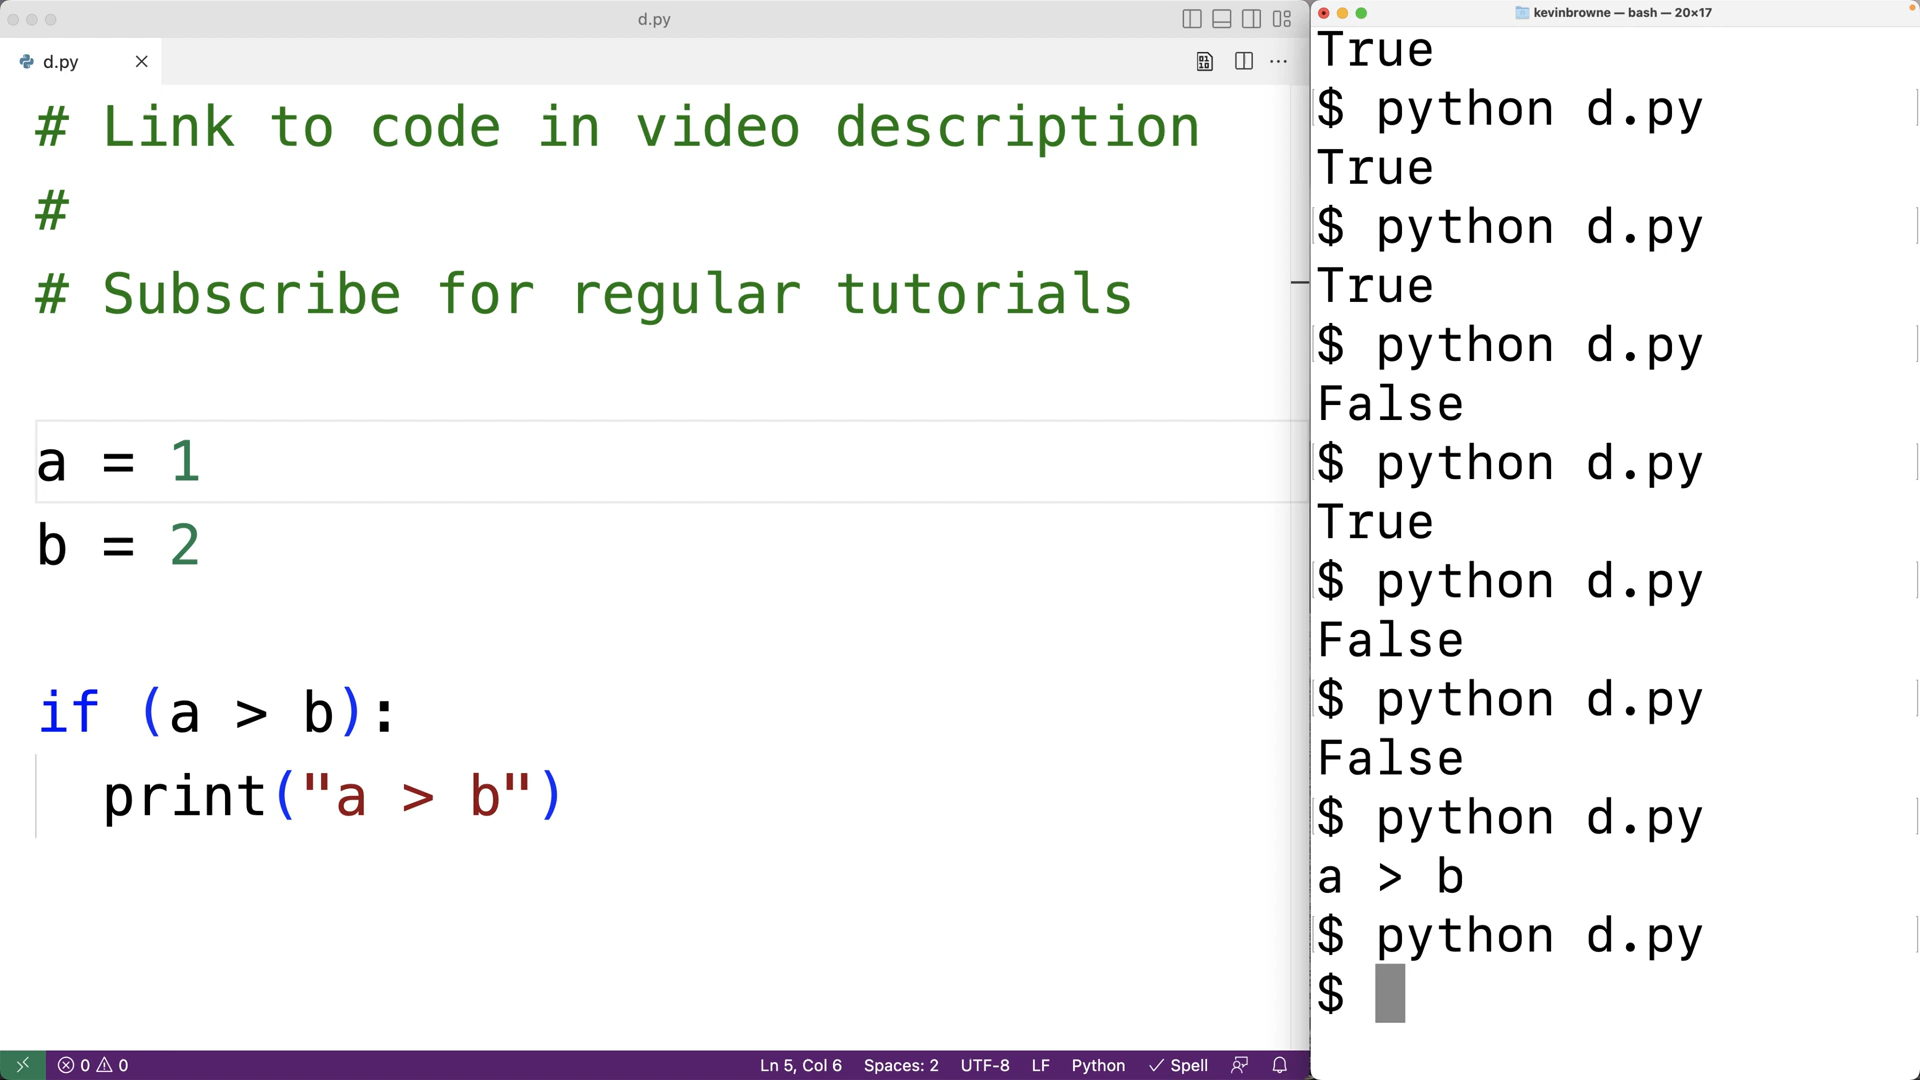 d.py
d.py
# Link to code in video description
#
# Subscribe for regular tutorials
a = 1
b = 2
if (a > b):
print("a > b")
0 0
Ln 5, Col 6 Spaces: 2 UTF-8 LF Python Spell
kevinbrowne — bash — 20×17
True
$ python d.py
True
$ python d.py
True
$ python d.py
False
$ python d.py
True
$ python d.py
False
$ python d.py
False
$ python d.py
a > b
$ python d.py
$